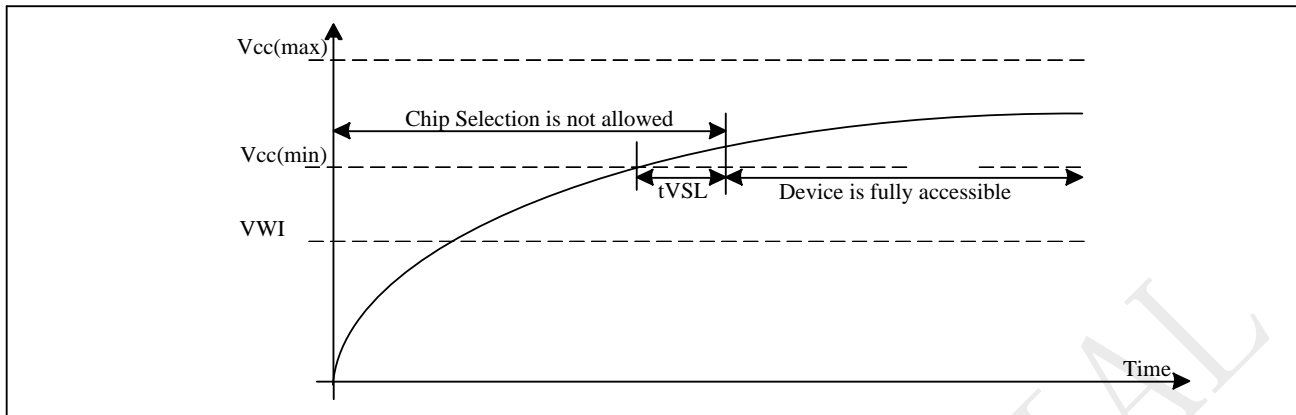 Vcc(max)
Chip Selection is not allowed
Vcc(min)
tVSL
Device is fully accessible
VWI
Time